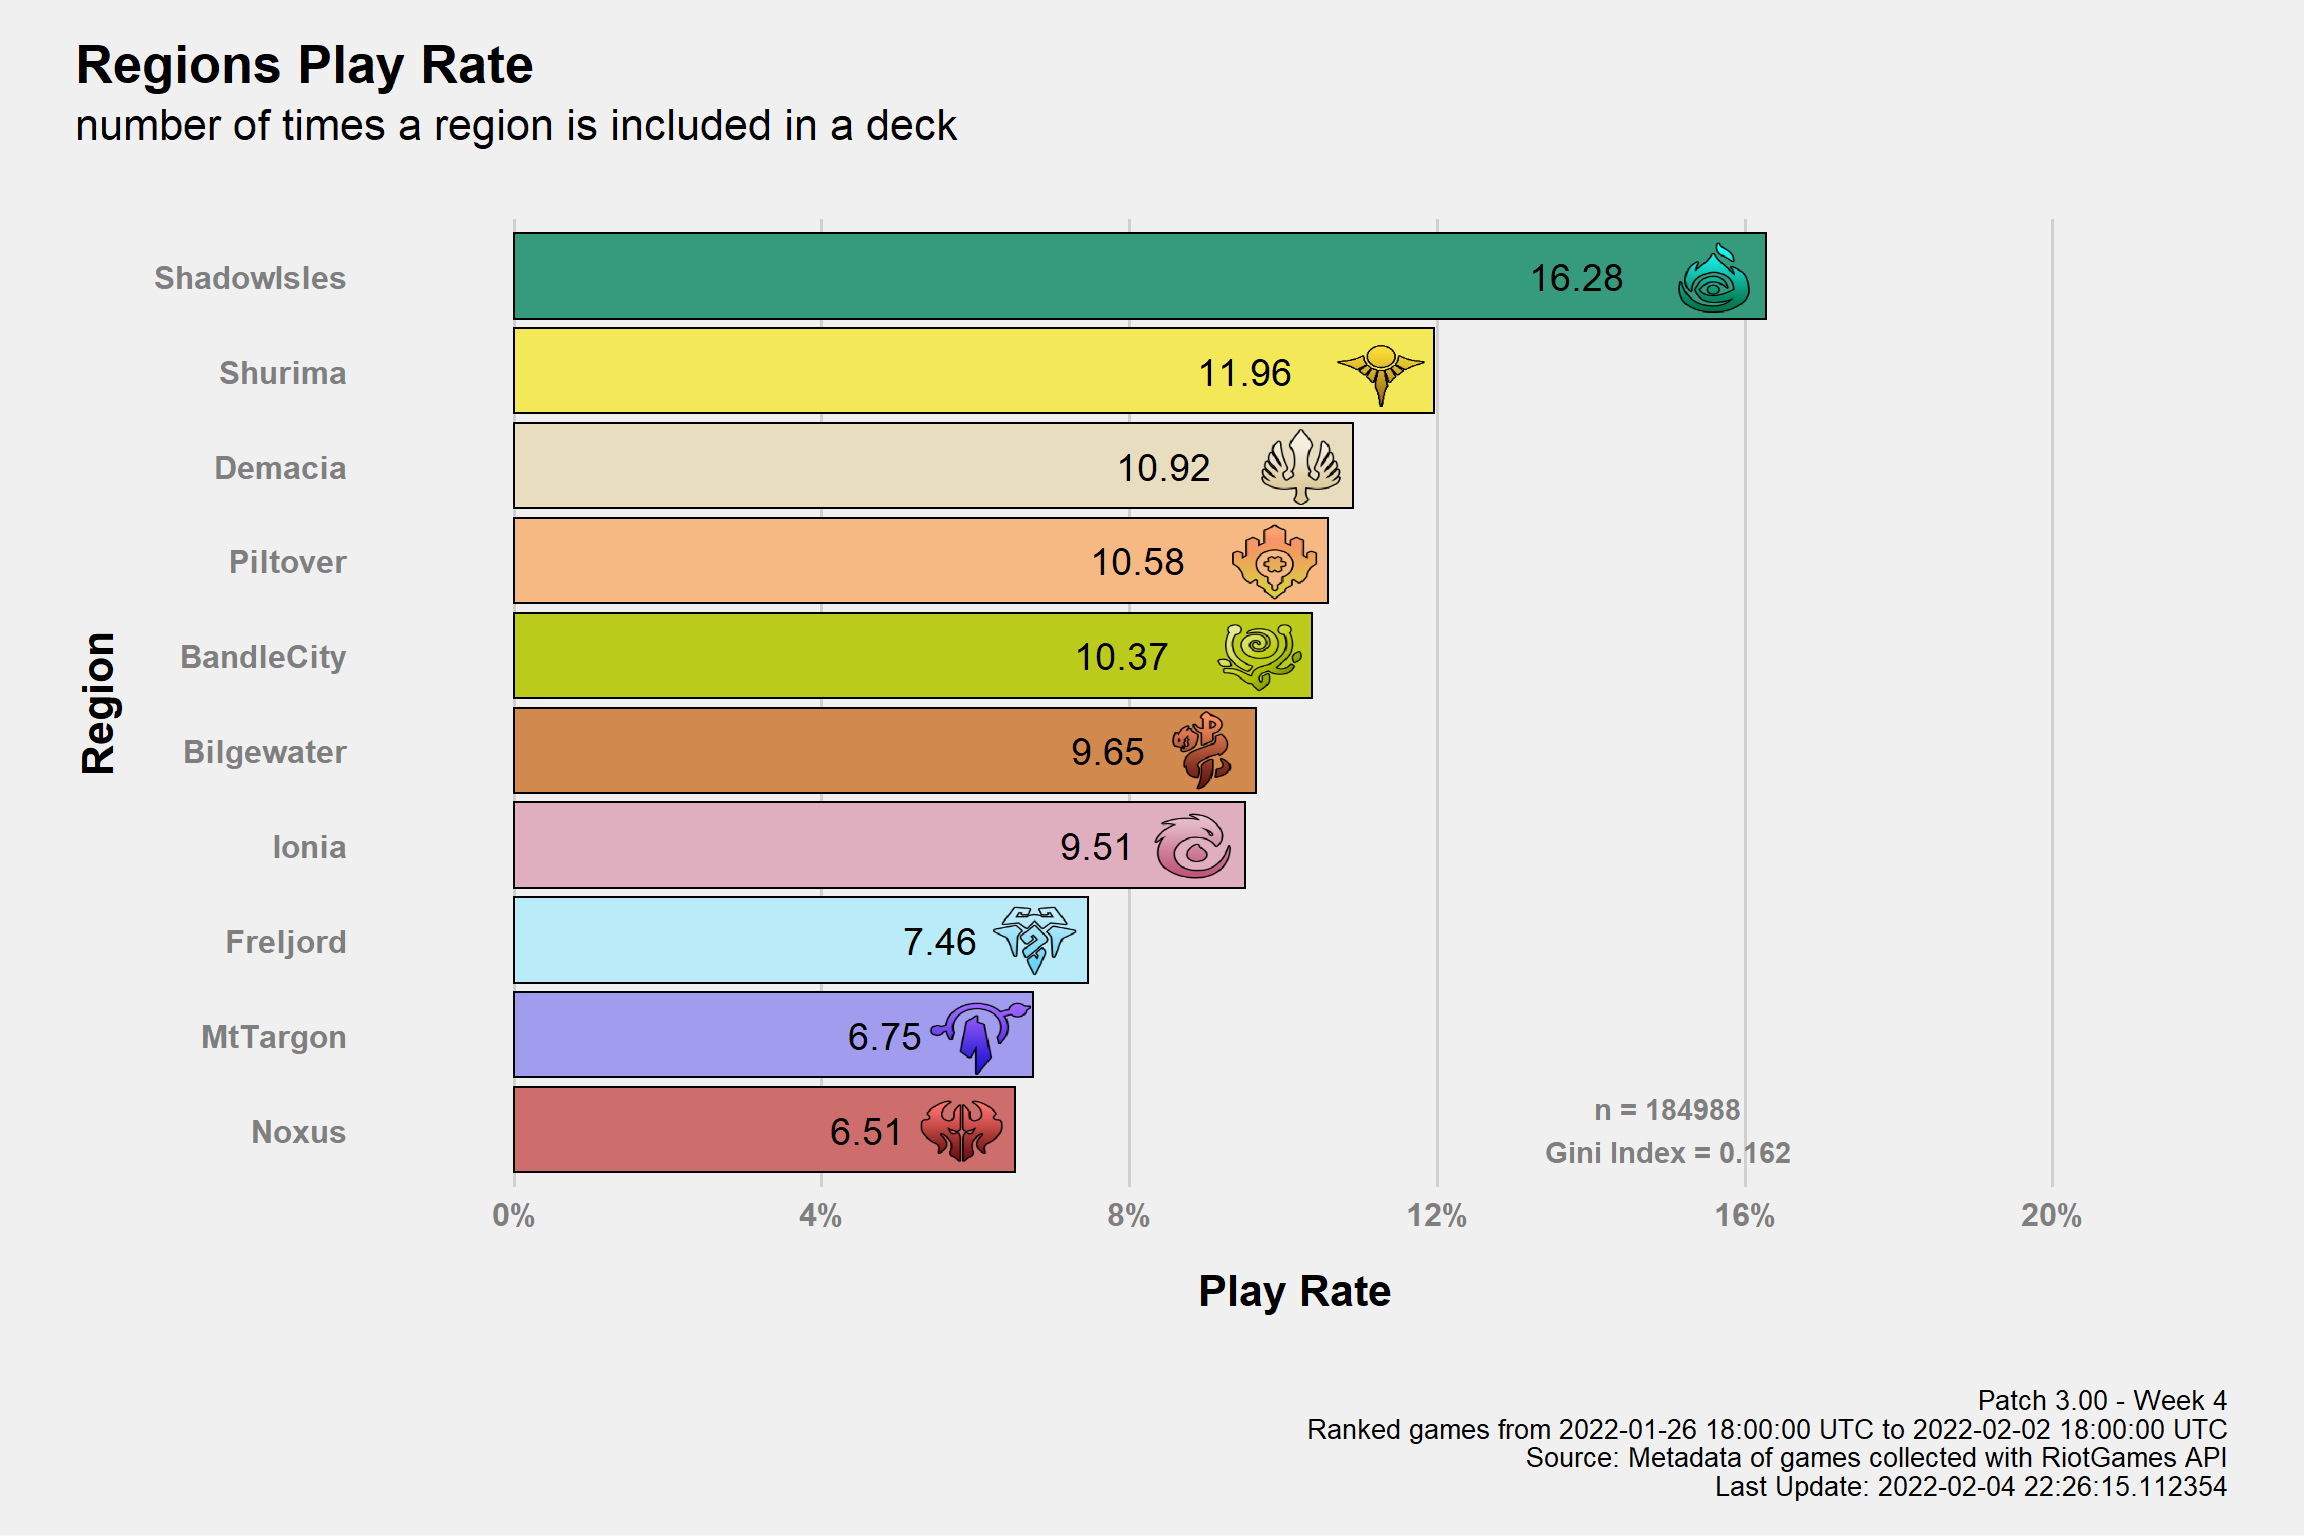 Regions Play Rate
number of times a region is included in a deck
ShadowIsles 16.28
Shurima 11.96
Demacia 10.92
Piltover 10.58
BandleCity 10.37
Bilgewater 9.65
Ionia 9.51
Freljord 7.46
MtTargon 6.75
Noxus 6.51
Region
n = 184988
Gini Index = 0.162
0% 4% 8% 12% 16% 20%
Play Rate
Patch 3.00 - Week 4
Ranked games from 2022-01-26 18:00:00 UTC to 2022-02-02 18:00:00 UTC
Source: Metadata of games collected with RiotGames API
Last Update: 2022-02-04 22:26:15.112354